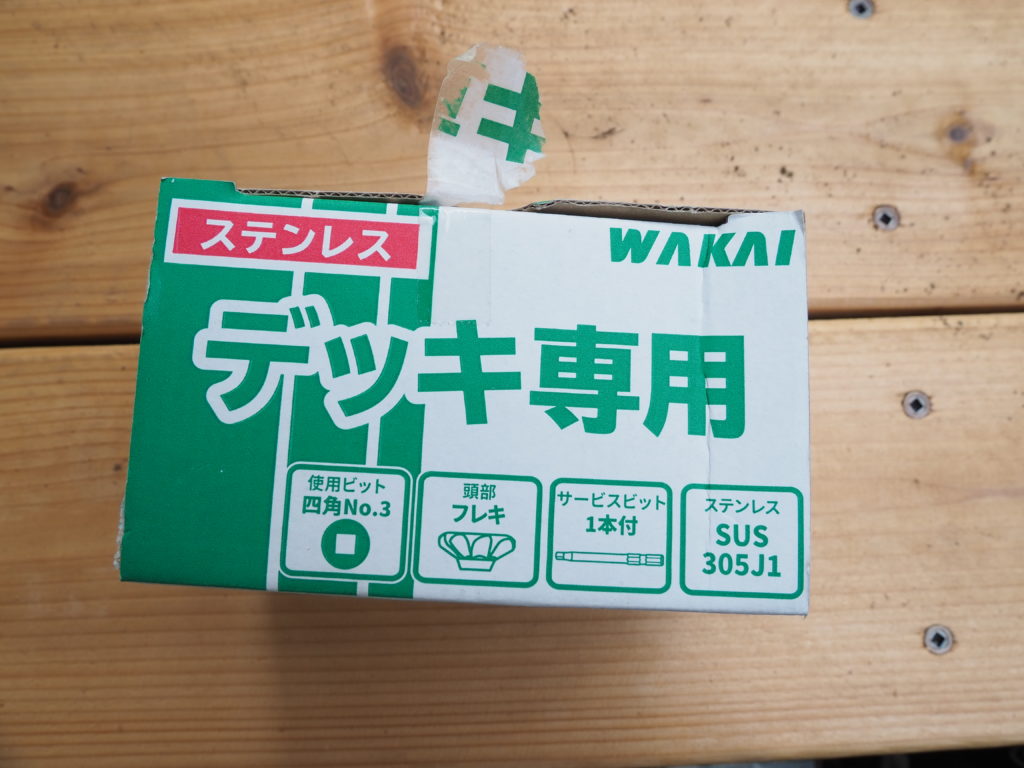 キ
ステンレス
WAKAI
デッキ専用
使用ビット
四角No.3
頭部
フレキ
サービスビット
1本付
ステンレス
SUS
305J1